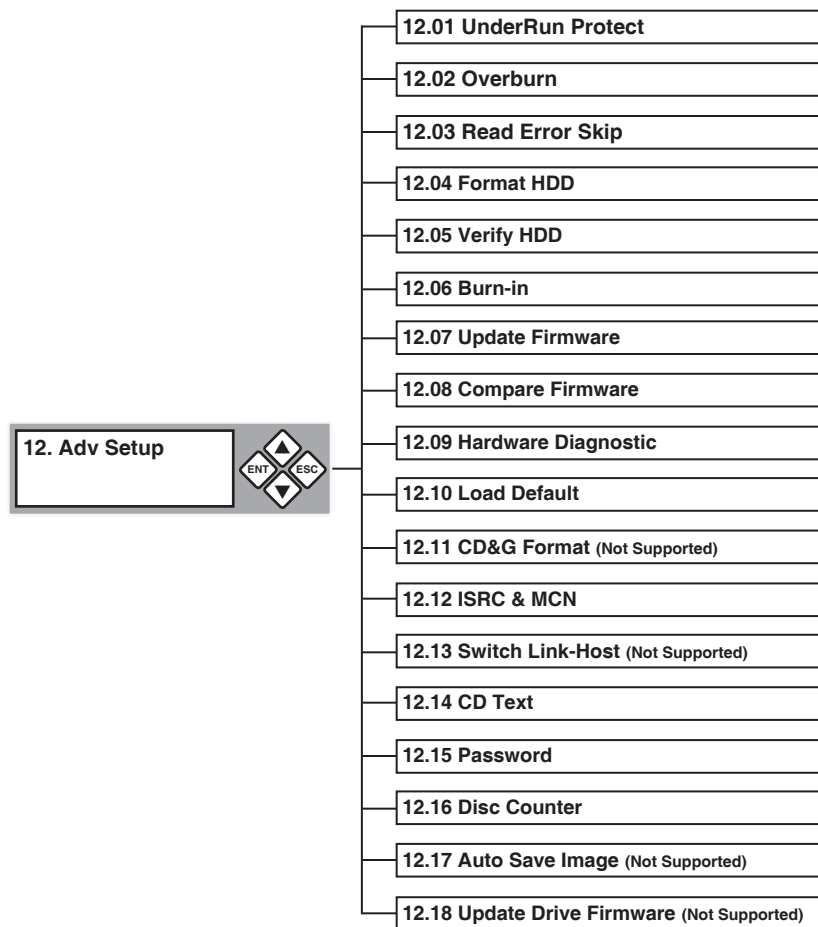 12.01 UnderRun Protect
12.02 Overburn
12.03 Read Error Skip
12.04 Format HDD
12.05 Verify HDD
12.06 Burn-in
12.07 Update Firmware
12.08 Compare Firmware
12. Adv Setup
ENT
ESC
12.09 Hardware Diagnostic
12.10 Load Default
12.11 CD&G Format (Not Supported)
12.12 ISRC & MCN
12.13 Switch Link-Host (Not Supported)
12.14 CD Text
12.15 Password
12.16 Disc Counter
12.17 Auto Save Image (Not Supported)
12.18 Update Drive Firmware (Not Supported)